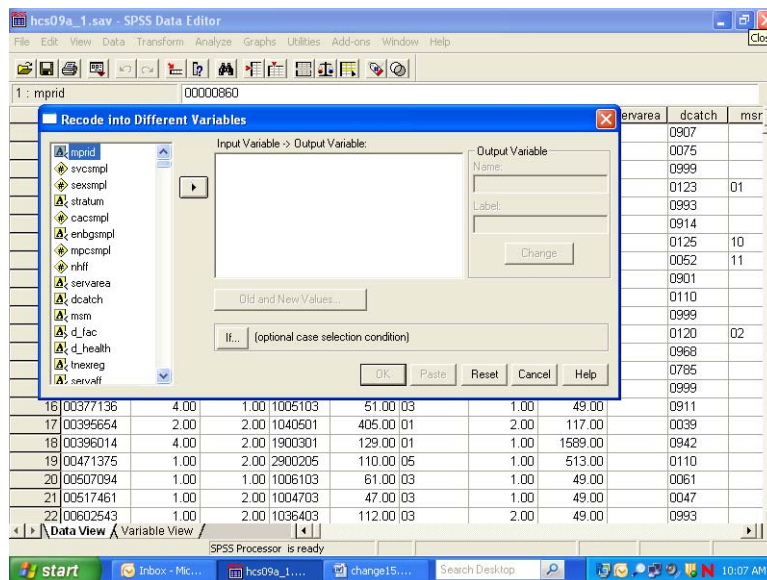 hcs09a_1.sav - SPSS Data Editor
File Edit View Data Transform Analyze Graphs Utilities Add-ons Window Help
Clos
1 : mprid 00000860
Recode into Different Variables
ervarea dcatch msr
mprid
svcsmpl
sexsmpl
stratum
cacsmpl
enbgsmpl
mpcsmpl
nhff
servarea
dcatch
msm
d_fac
d_health
tnexreg
servaff
Input Variable -> Output Variable:
Output Variable
Name:
Label:
Change
Old and New Values...
If... (optional case selection condition)
OK Paste Reset Cancel Help
0907
0075
0999
0123 01
0993
0914
0125 10
0052 11
0901
0110
0999
0120 02
0968
0785
0999
16 00377136 4.00 1.00 1005103 51.00 03 1.00 49.00 0911
17 00395654 2.00 2.00 1040501 405.00 01 2.00 117.00 0039
18 00396014 4.00 2.00 1900301 129.00 01 1.00 1589.00 0942
19 00471375 1.00 2.00 2900205 110.00 05 1.00 513.00 0110
20 00507094 1.00 1.00 1006103 61.00 03 1.00 49.00 0061
21 00517461 1.00 2.00 1004703 47.00 03 1.00 49.00 0047
22 00602543 1.00 2.00 1036403 112.00 03 2.00 49.00 0993
Data View Variable View
SPSS Processor is ready
start Inbox - Mic... hcs09a_1.... change15.... Search Desktop 10:07 AM